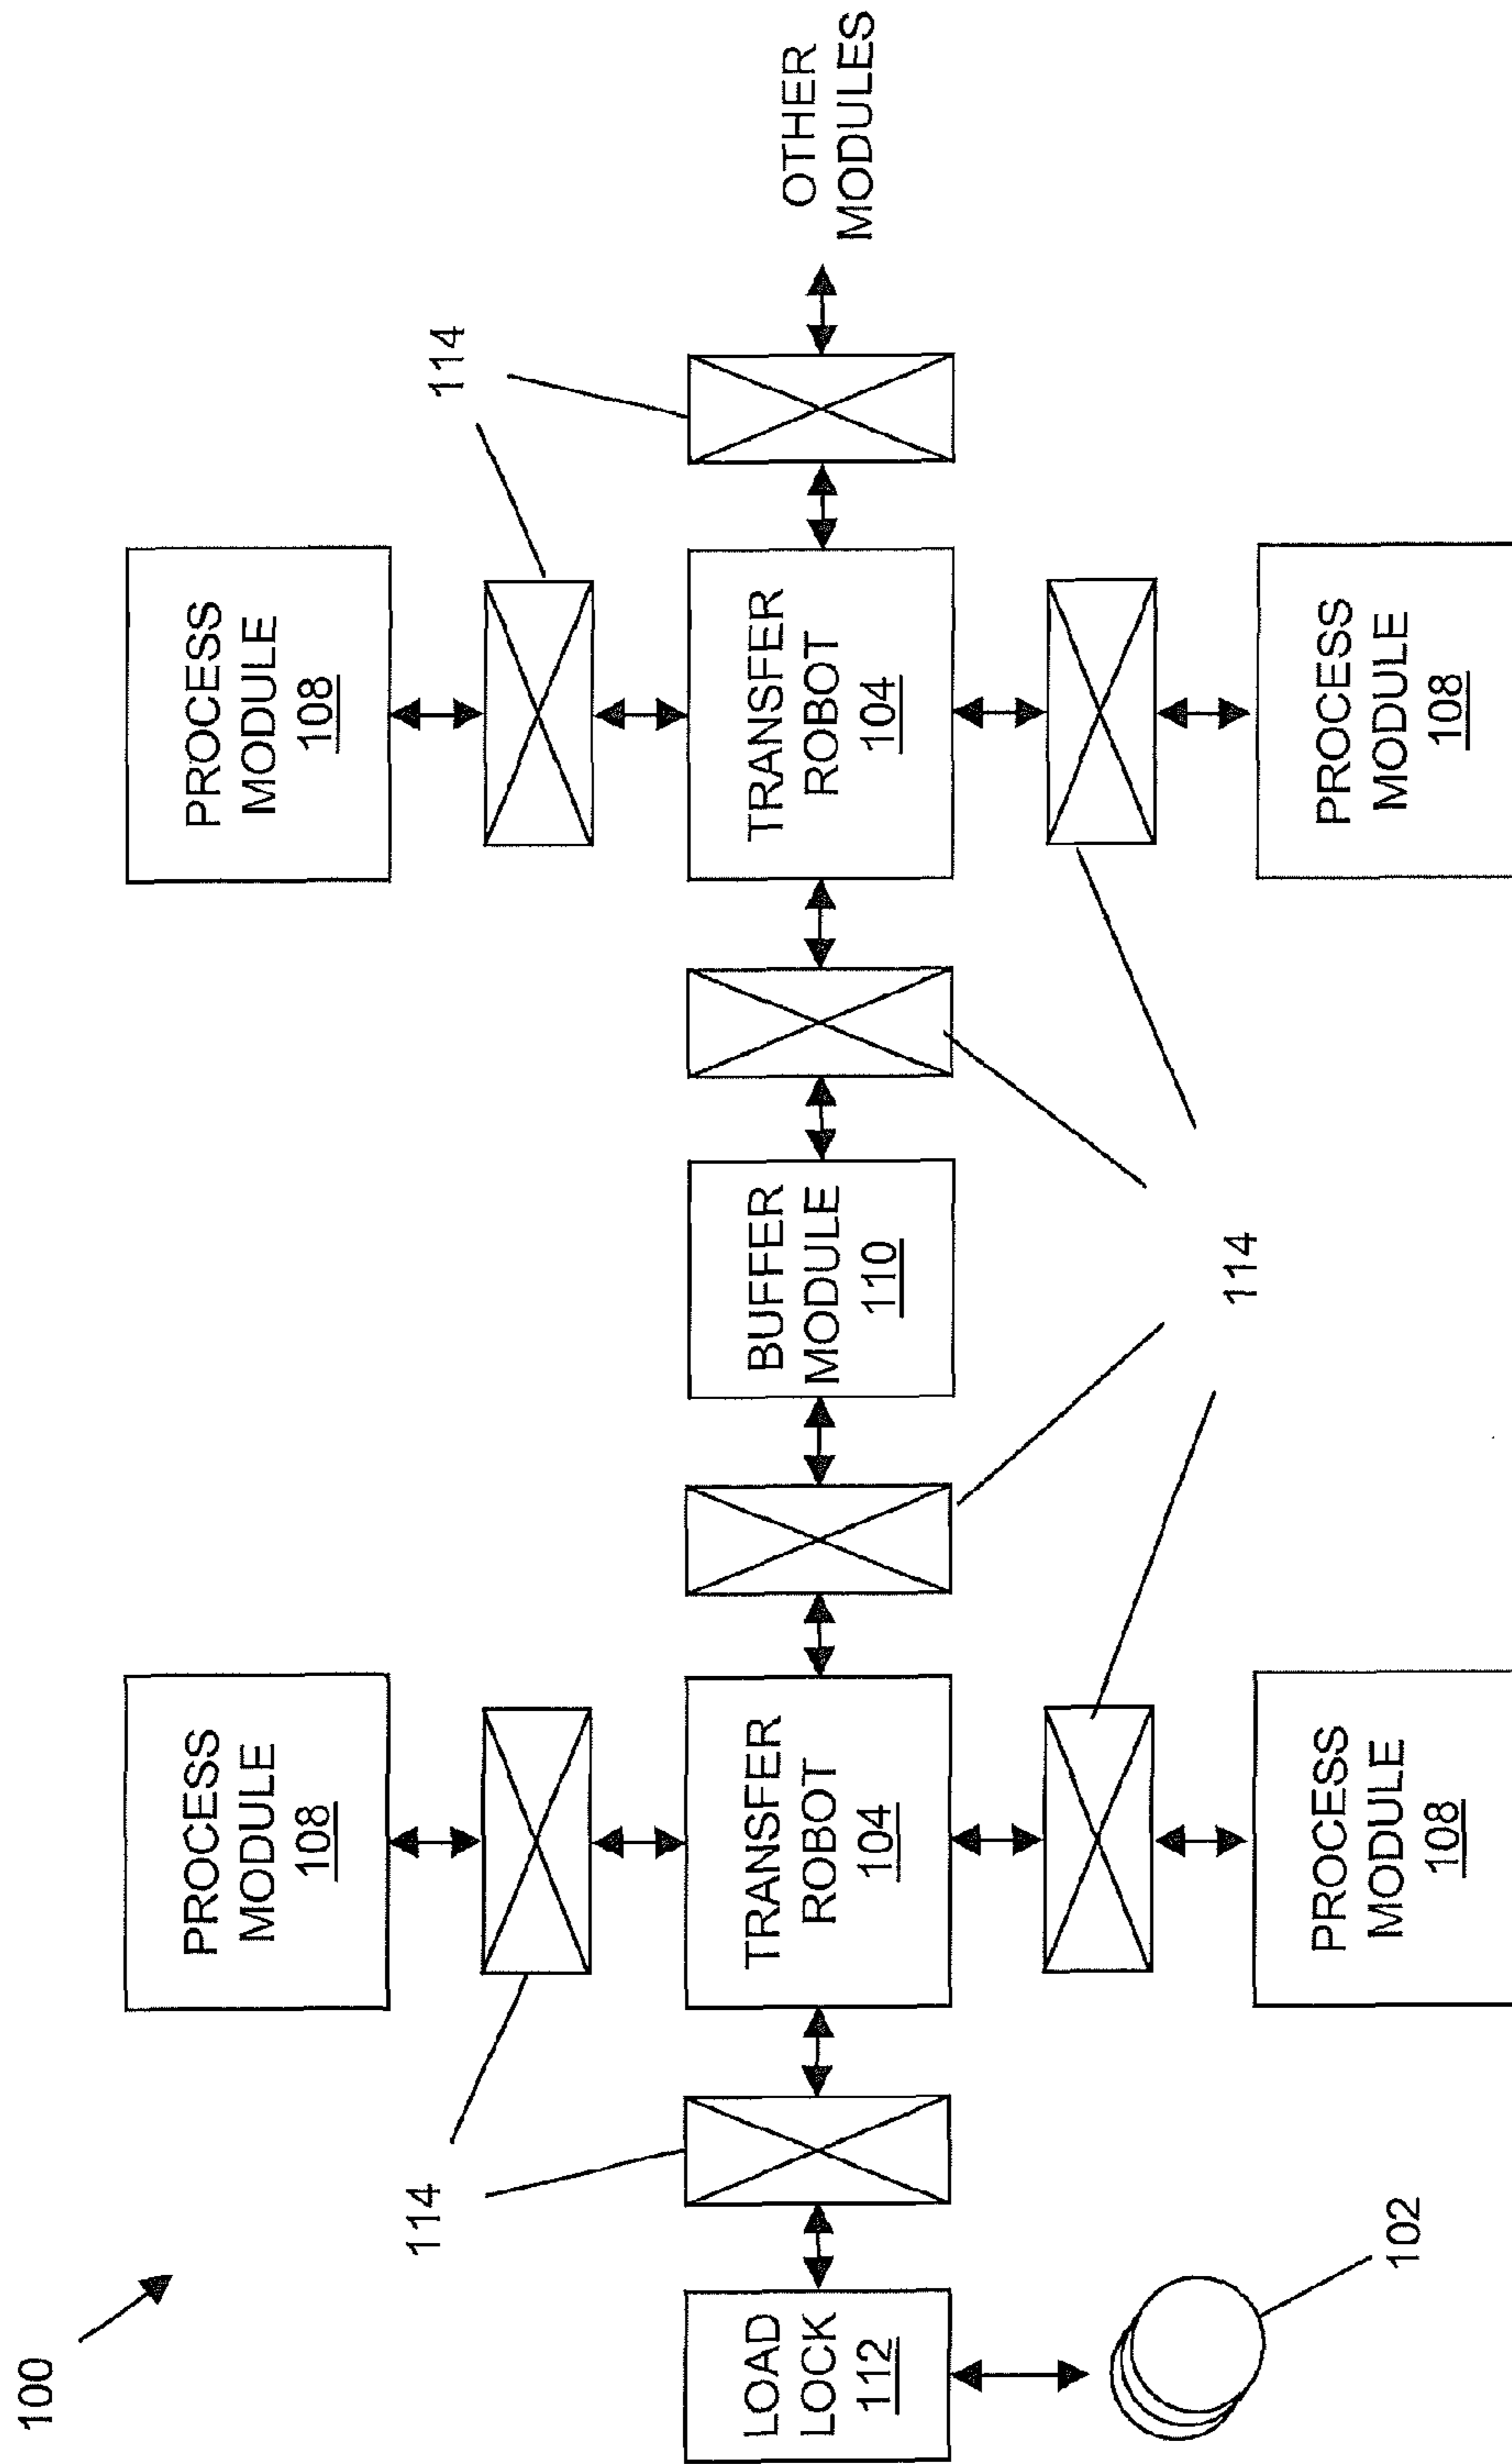 100
PROCESS
MODULE
108
PROCESS
MODULE
108
114
114
LOAD
LOCK
112
TRANSFER
ROBOT
104
BUFFER
MODULE
110
TRANSFER
ROBOT
104
OTHER
MODULES
102
114
PROCESS
MODULE
108
PROCESS
MODULE
108